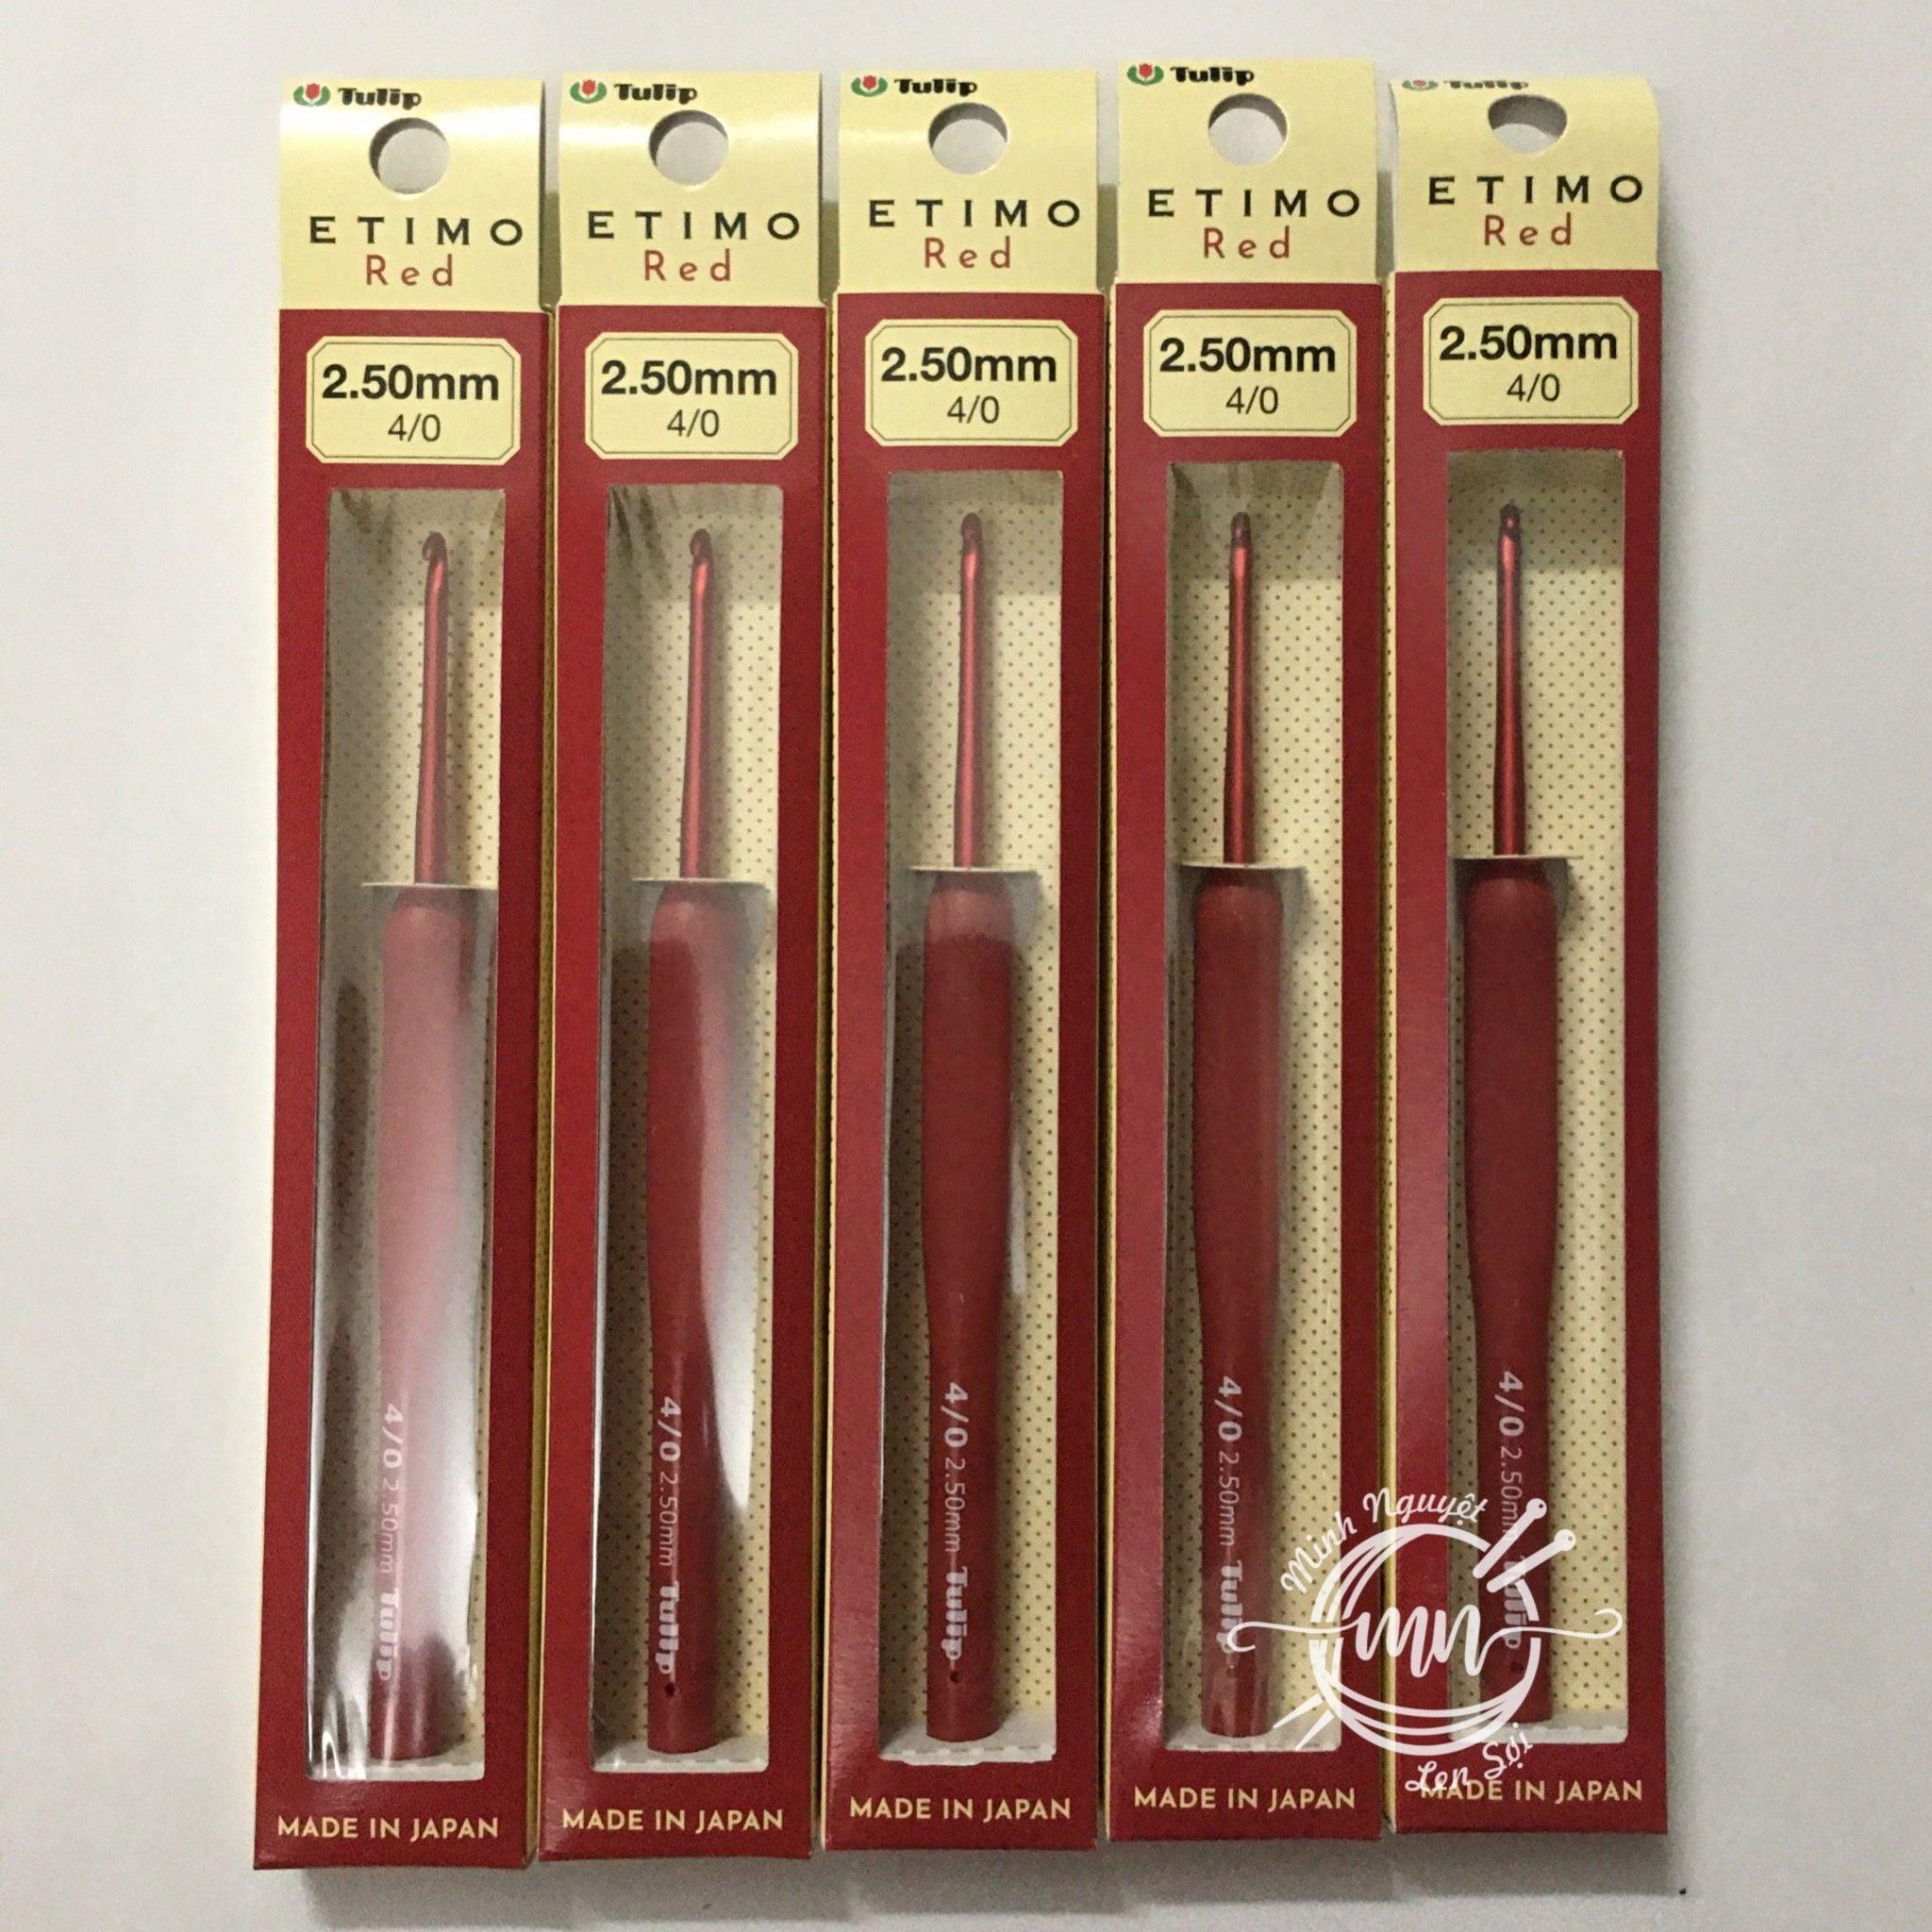 Tulip
ETIMO
Red
2.50mm
4/0
4/0 2.50mm Tulip
MADE IN JAPAN
Tulip
ETIMO
Red
2.50mm
4/0
4/0 2.50mm Tulip
MADE IN JAPAN
Tulip
ETIMO
Red
2.50mm
4/0
4/0 2.50mm Tulip
MADE IN JAPAN
Tulip
ETIMO
Red
2.50mm
4/0
4/0 2.50mm Tulip
MADE IN JAPAN
Tulip
ETIMO
Red
2.50mm
4/0
4/0 2.50mm Tulip
MADE IN JAPAN
Minh Nguyệt
mn
Len Sợi